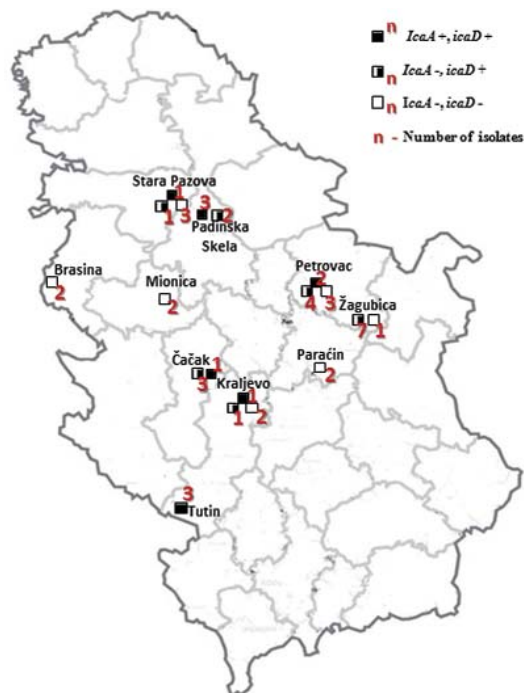 n IcaA+, icaD+
n IcaA-, icaD+
n IcaA-, icaD-
n - Number of isolates
Stara Pazova
1
1 3
3
2
Padinska
Skela
Brasina
2
Mionica
2
Petrovac
2
4 3
Žagubica
7 1
Čačak
1
3
Kraljevo
1
1 2
Paraćin
2
3
Tutin